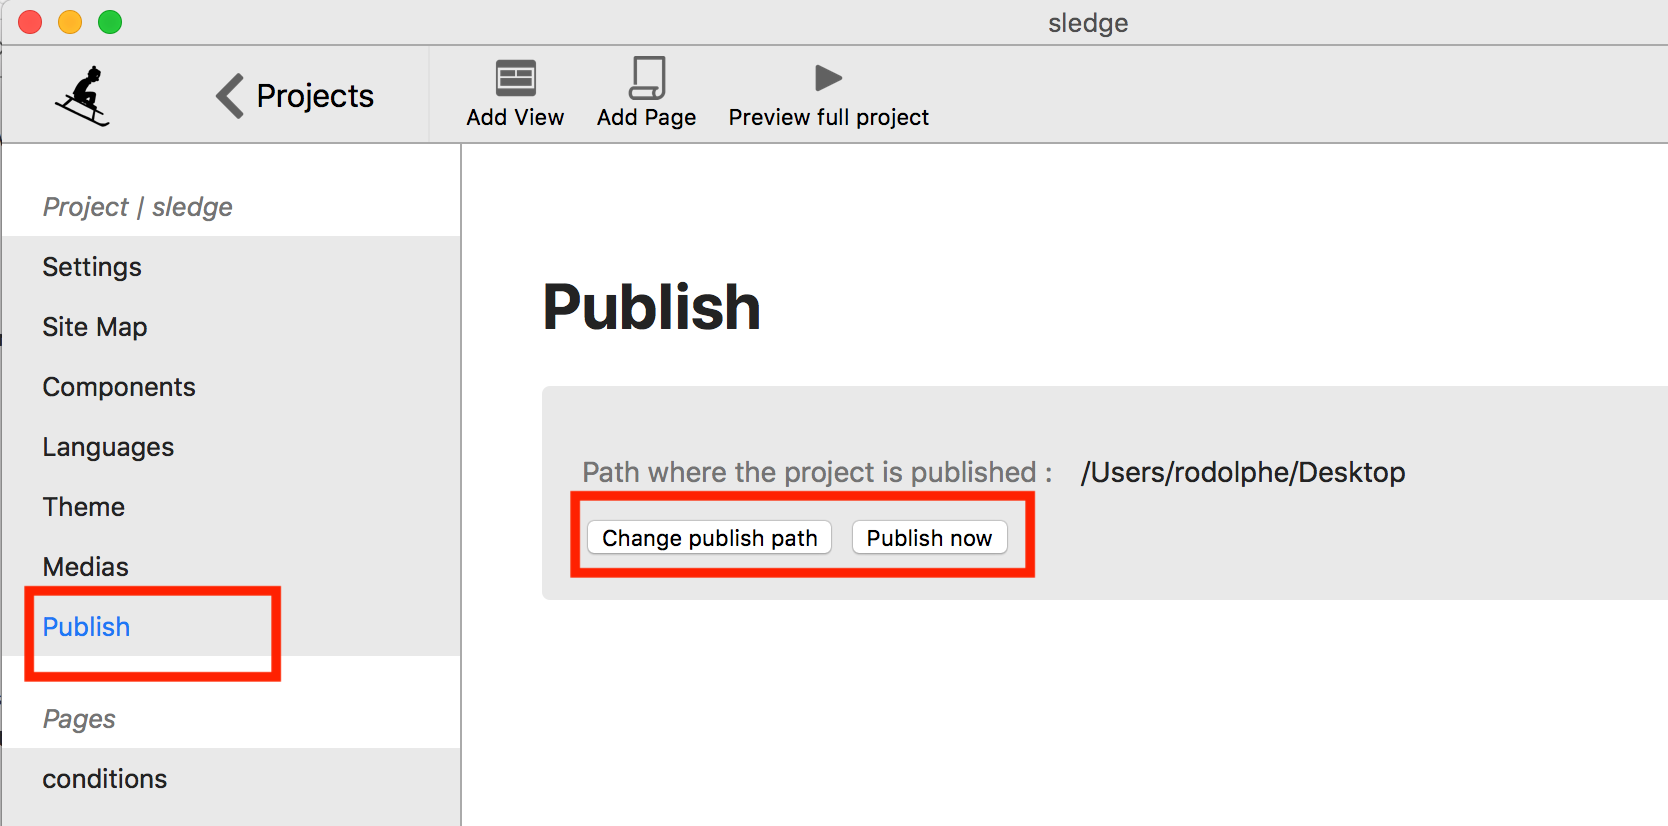 sledge
Projects
Add View
Add Page
Preview full project
Project | sledge
Settings
Site Map
Components
Languages
Theme
Medias
Publish
Pages
conditions
Publish
Path where the project is published : /Users/rodolphe/Desktop
Change publish path
Publish now